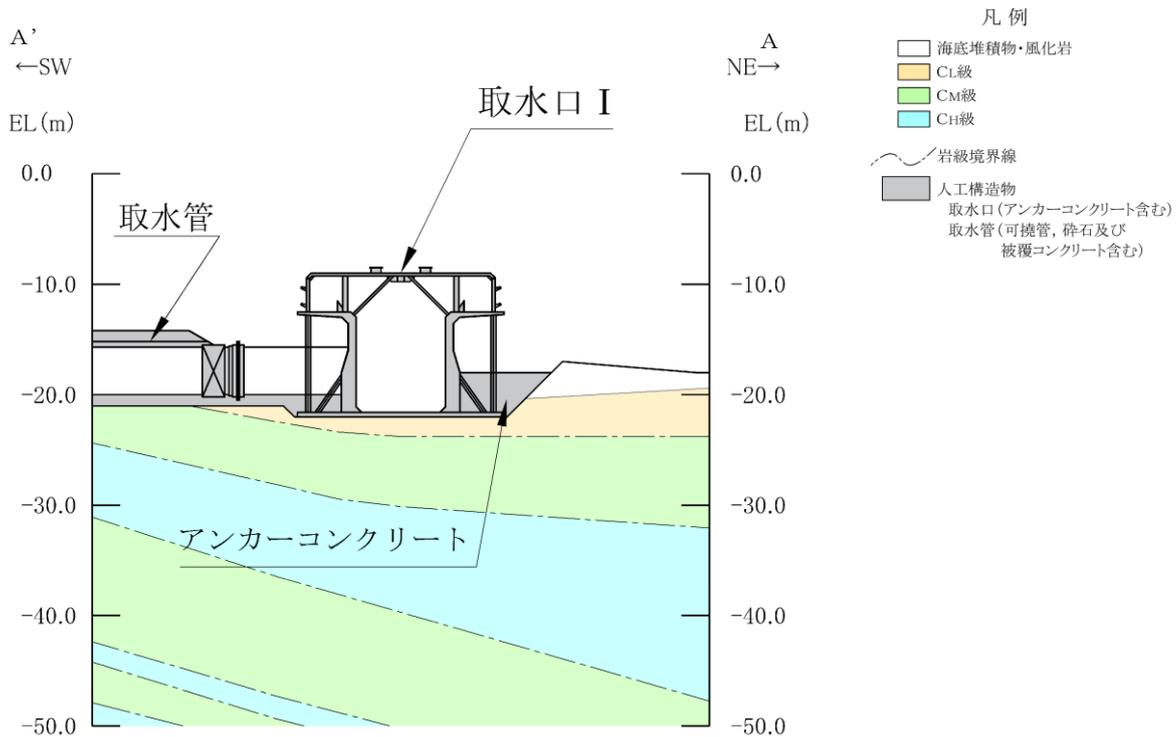 A’
←SW
EL(m)
A
NE→
EL(m)
取水口 I
取水管
アンカーコンクリート
0.0
-10.0
-20.0
-30.0
-40.0
-50.0
0.0
-10.0
-20.0
-30.0
-40.0
-50.0
凡 例
海底堆積物・風化岩
CL級
CM級
CH級
岩級境界線
人工構造物
取水口(アンカーコンクリート含む)
取水管(可撓管, 砕石及び
被覆コンクリート含む)